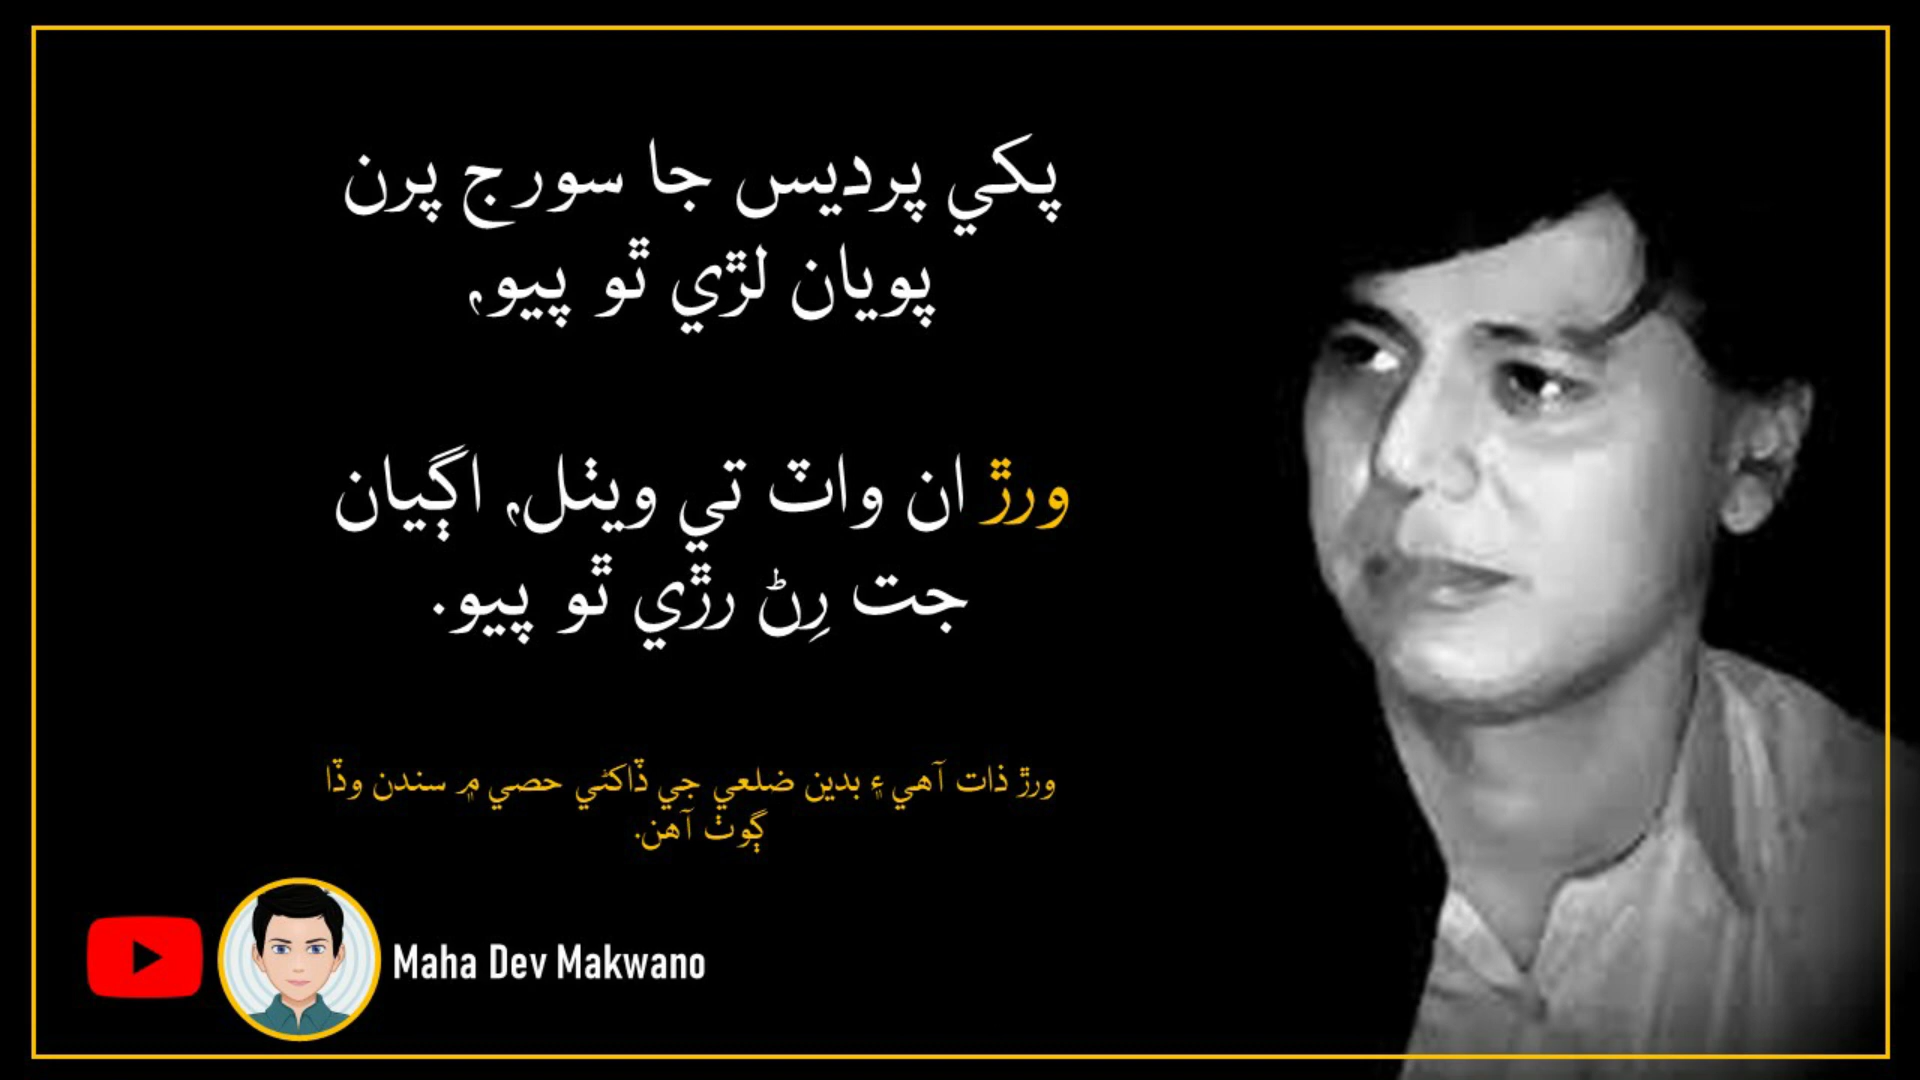 پکي پرديس جا سورج پرن
پويان لڙي ٿو پيو،
ورڙ ان واٽ تي ويٺل، اڳيان
جت رِڻ رڙي ٿو پيو.
ورڙ ذات آهي ۽ بدين ضلعي جي ڏاکڻي حصي ۾ سندن وڏا
ڳوٺ آهن.
Maha Dev Makwano